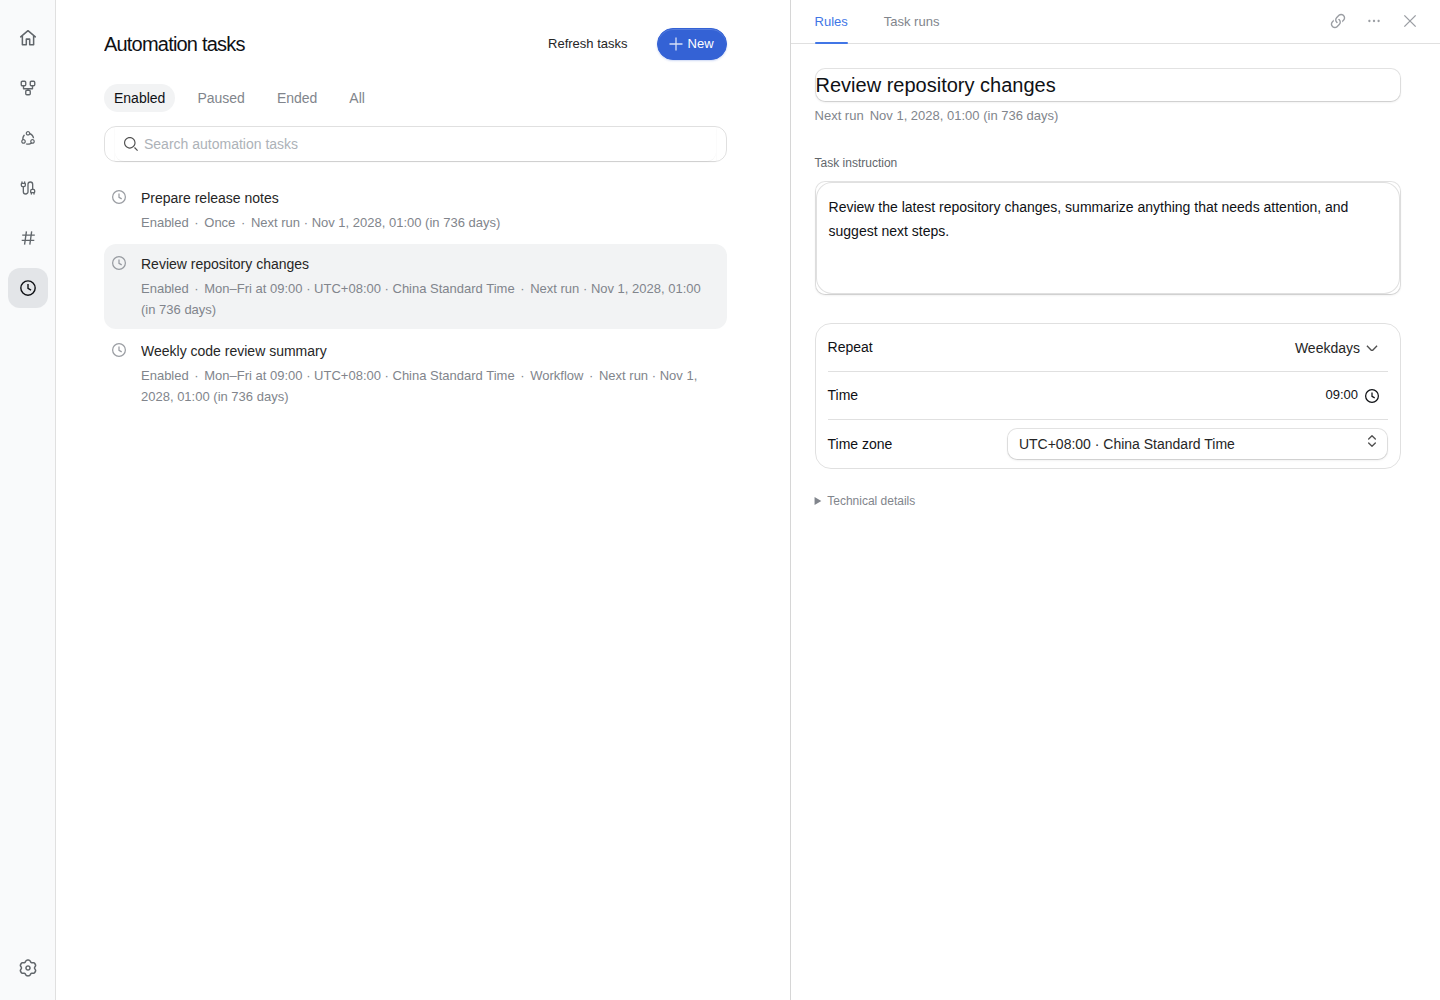 Automation tasks
Refresh tasks
New
Enabled
Paused
Ended
All
Search automation tasks
Prepare release notes
Enabled · Once · Next run · Nov 1, 2028, 01:00 (in 736 days)
Review repository changes
Enabled · Mon–Fri at 09:00 · UTC+08:00 · China Standard Time · Next run · Nov 1, 2028, 01:00
(in 736 days)
Weekly code review summary
Enabled · Mon–Fri at 09:00 · UTC+08:00 · China Standard Time · Workflow · Next run · Nov 1,
2028, 01:00 (in 736 days)
Rules
Task runs
Review repository changes
Next run Nov 1, 2028, 01:00 (in 736 days)
Task instruction
Review the latest repository changes, summarize anything that needs attention, and
suggest next steps.
Repeat
Weekdays
Time
09:00
Time zone
UTC+08:00 · China Standard Time
Technical details